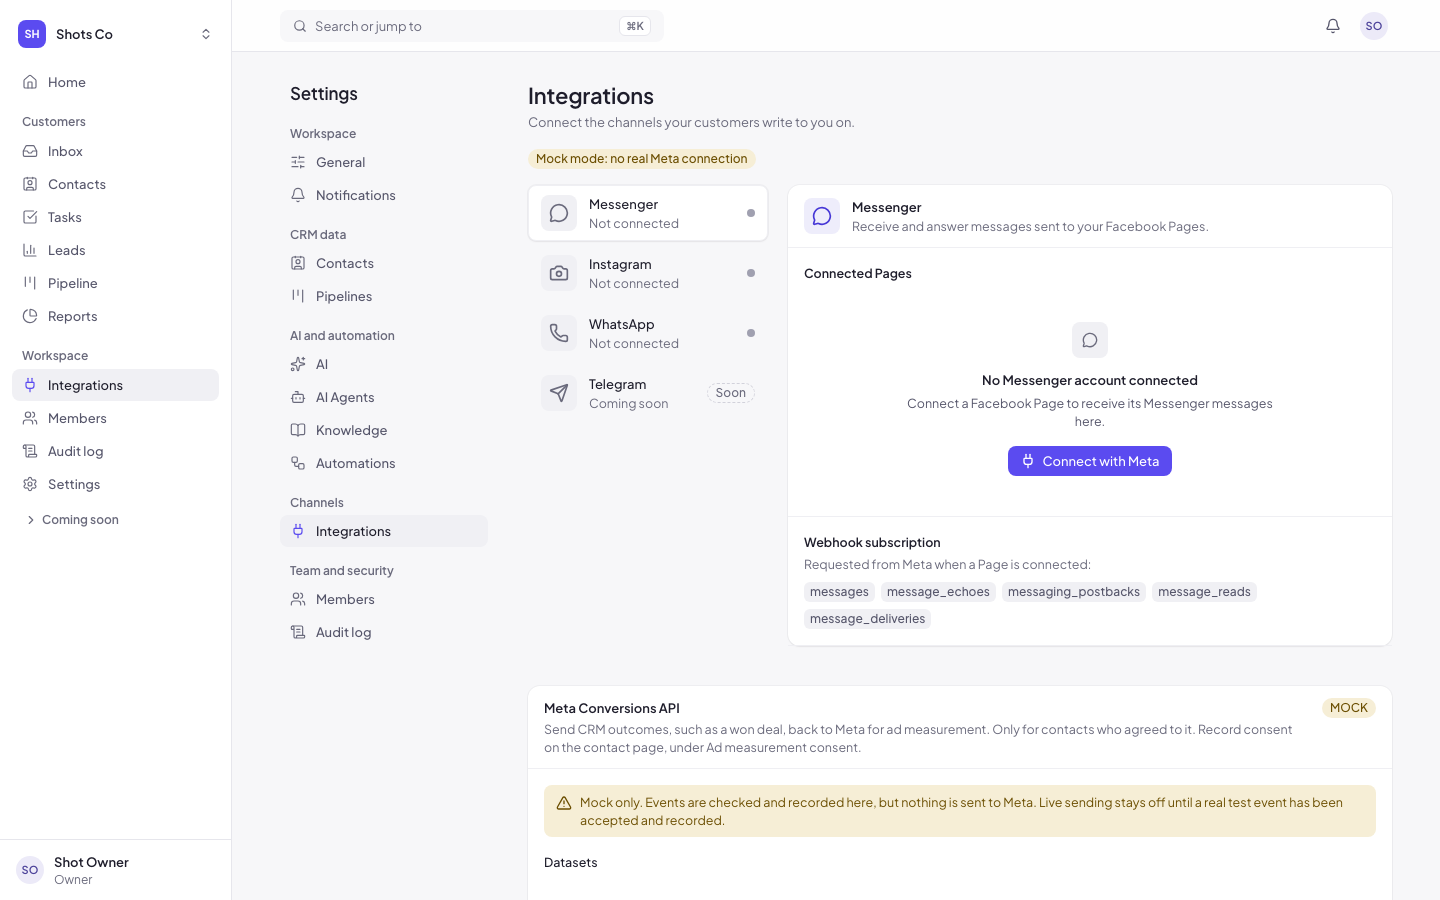 SH Shots Co
Search or jump to ⌘K
SO
Home
Customers
Inbox
Contacts
Tasks
Leads
Pipeline
Reports
Workspace
Integrations
Members
Audit log
Settings
Coming soon
SO Shot Owner
Owner
Settings
Workspace
General
Notifications
CRM data
Contacts
Pipelines
AI and automation
AI
AI Agents
Knowledge
Automations
Channels
Integrations
Team and security
Members
Audit log
Integrations
Connect the channels your customers write to you on.
Mock mode: no real Meta connection
Messenger
Not connected
Instagram
Not connected
WhatsApp
Not connected
Telegram
Coming soon
Soon
Messenger
Receive and answer messages sent to your Facebook Pages.
Connected Pages
No Messenger account connected
Connect a Facebook Page to receive its Messenger messages
here.
Connect with Meta
Webhook subscription
Requested from Meta when a Page is connected:
messages message_echoes messaging_postbacks message_reads
message_deliveries
Meta Conversions API
MOCK
Send CRM outcomes, such as a won deal, back to Meta for ad measurement. Only for contacts who agreed to it. Record consent
on the contact page, under Ad measurement consent.
Mock only. Events are checked and recorded here, but nothing is sent to Meta. Live sending stays off until a real test event has been
accepted and recorded.
Datasets